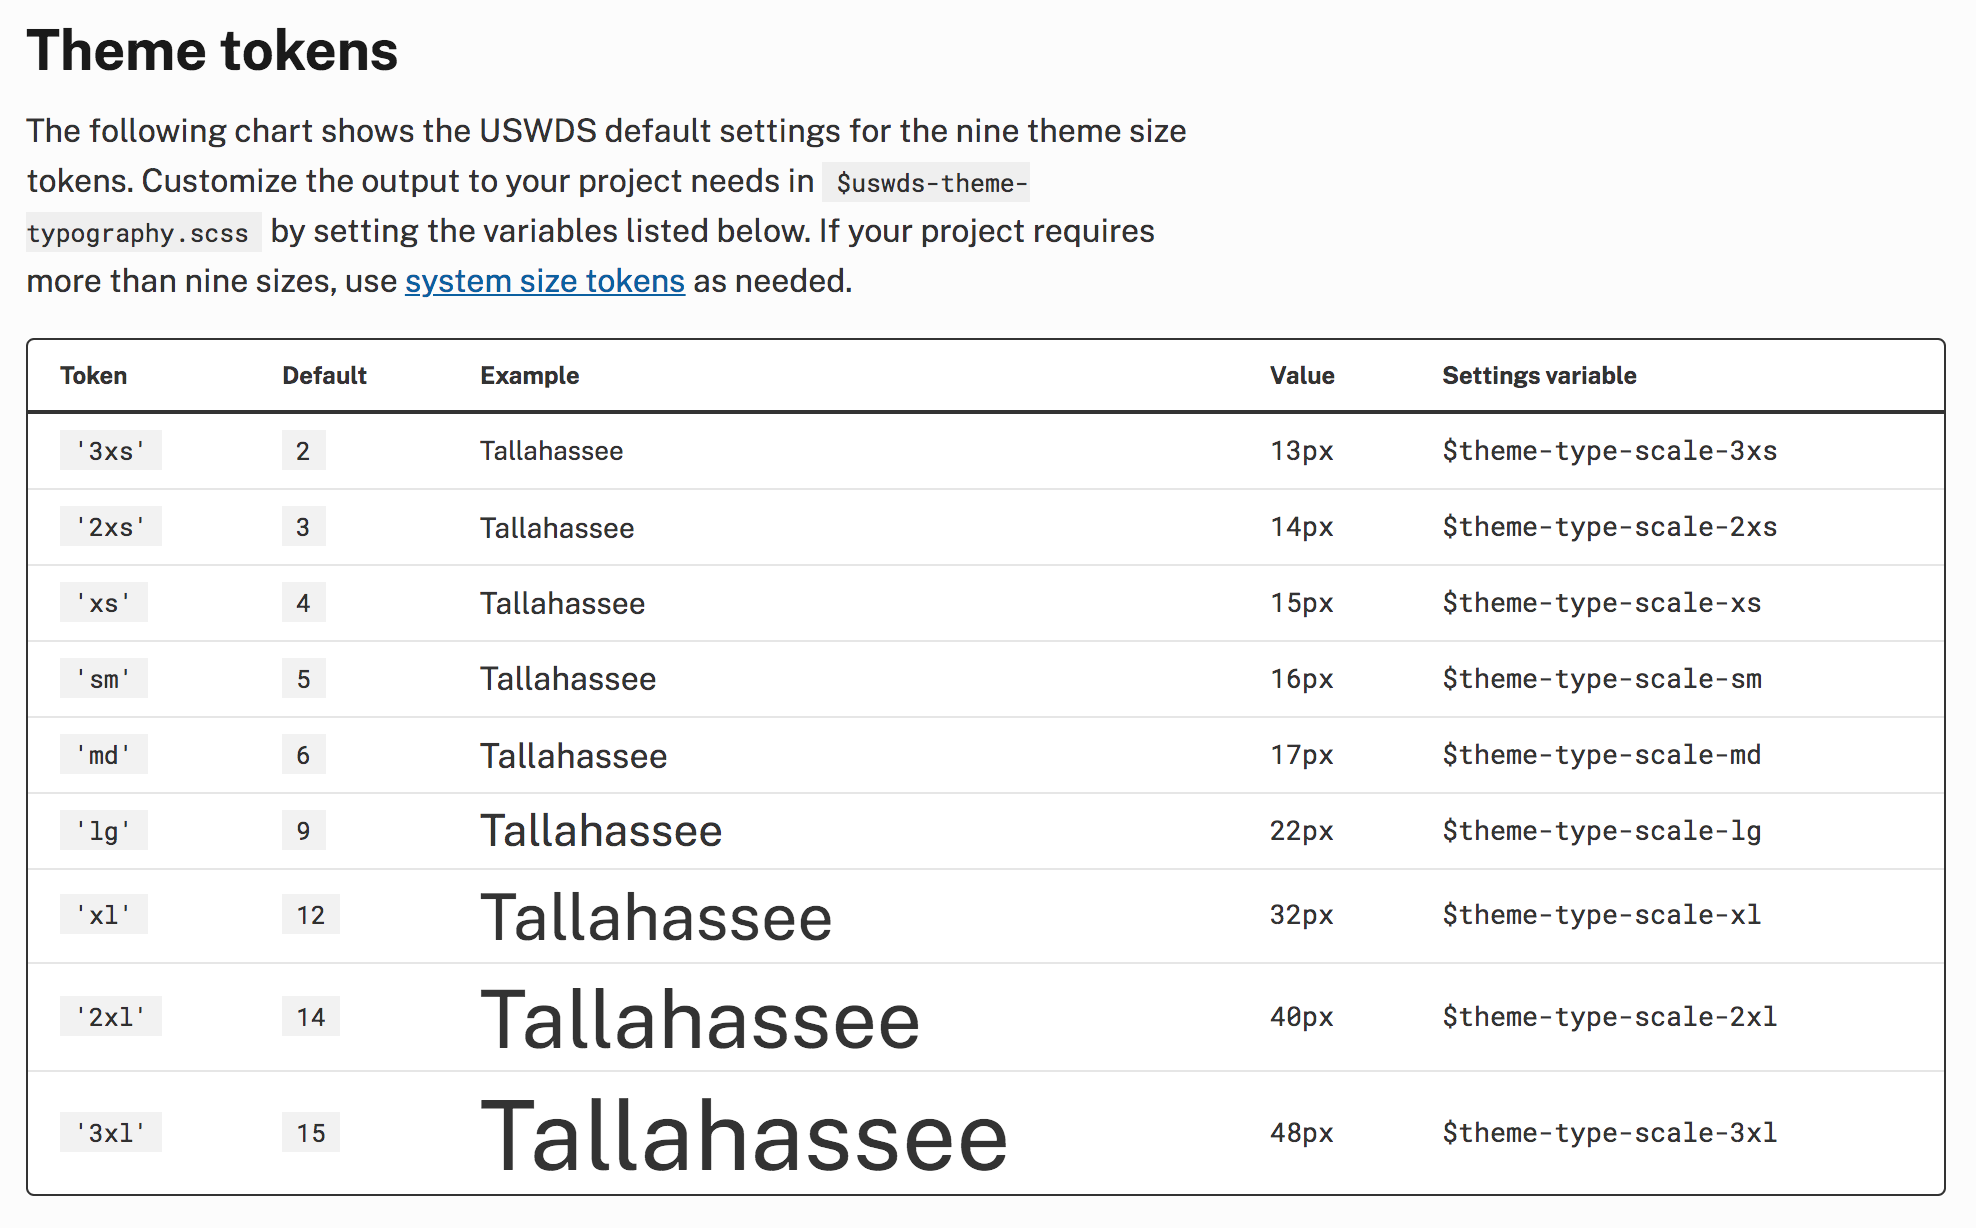 Theme tokens
The following chart shows the USWDS default settings for the nine theme size
tokens. Customize the output to your project needs in $uswds-theme-
typography.scss by setting the variables listed below. If your project requires
more than nine sizes, use system size tokens as needed.
Token Default Example Value Settings variable
'3xs' 2 Tallahassee 13px $theme-type-scale-3xs
'2xs' 3 Tallahassee 14px $theme-type-scale-2xs
'xs' 4 Tallahassee 15px $theme-type-scale-xs
'sm' 5 Tallahassee 16px $theme-type-scale-sm
'md' 6 Tallahassee 17px $theme-type-scale-md
'lg' 9 Tallahassee 22px $theme-type-scale-lg
'xl' 12 Tallahassee 32px $theme-type-scale-xl
'2xl' 14 Tallahassee 40px $theme-type-scale-2xl
'3xl' 15 Tallahassee 48px $theme-type-scale-3xl